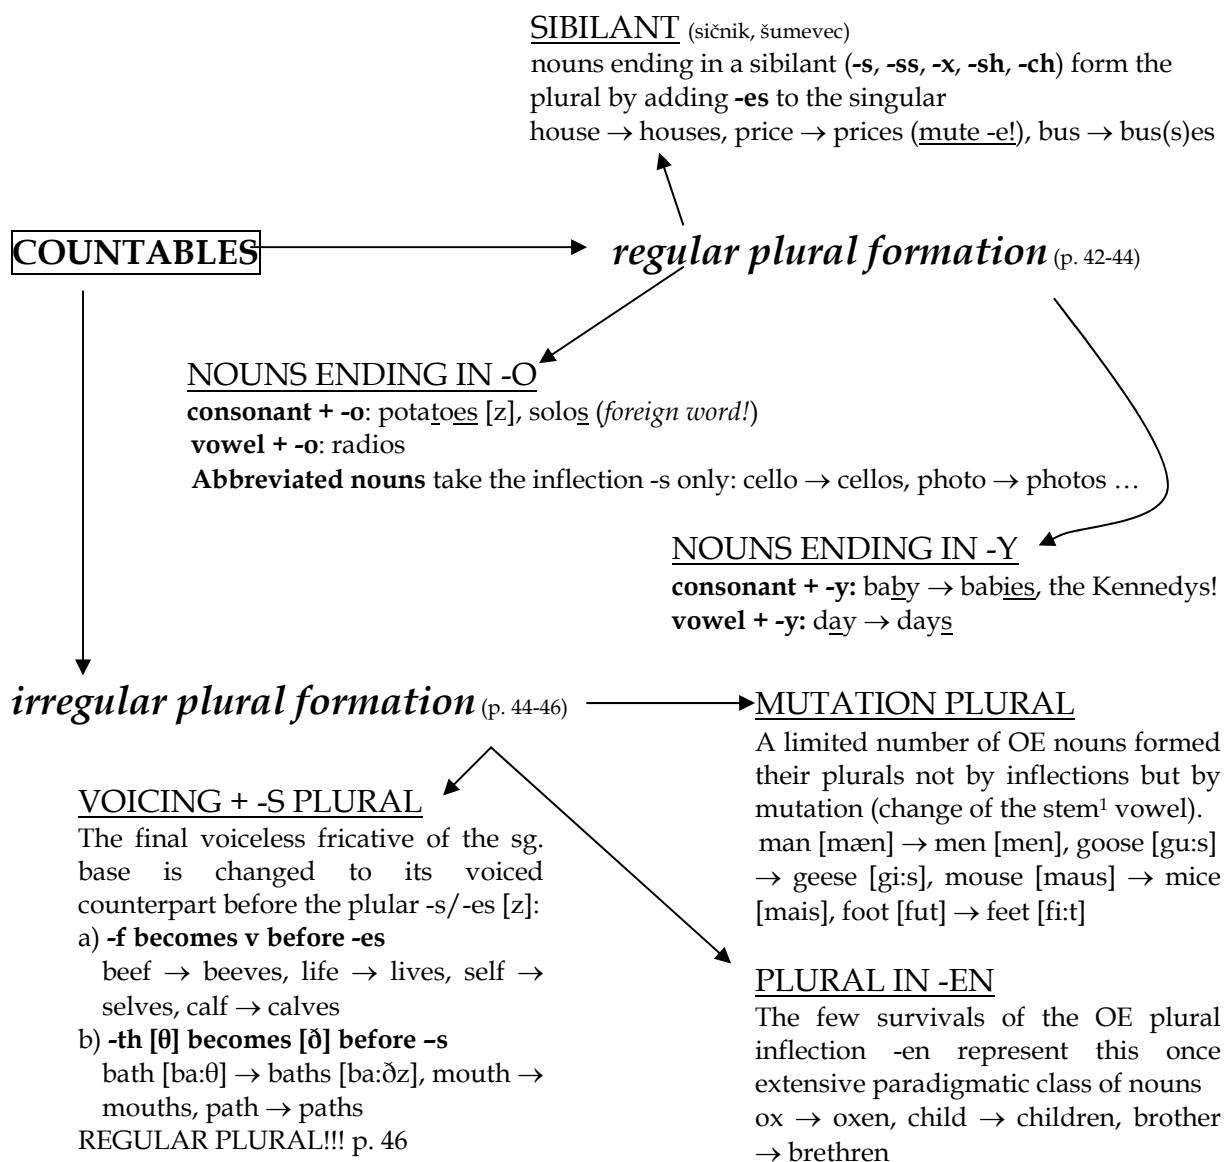 SIBILANT (sičnik, šumevec)
nouns ending in a sibilant (-s, -ss, -x, -sh, -ch) form the
plural by adding -es to the singular
house → houses, price → prices (mute -e!), bus → bus(s)es
COUNTABLES
regular plural formation (p. 42-44)
NOUNS ENDING IN -O
consonant + -o: potatoes [z], solos (foreign word!)
vowel + -o: radios
Abbreviated nouns take the inflection -s only: cello → cellos, photo → photos …
NOUNS ENDING IN -Y
consonant + -y: baby → babies, the Kennedys!
vowel + -y: day → days
irregular plural formation (p. 44-46)
VOICING + -S PLURAL
The final voiceless fricative of the sg.
base is changed to its voiced
counterpart before the plular -s/-es [z]:
a) -f becomes v before -es
beef → beeves, life → lives, self →
selves, calf → calves
b) -th [θ] becomes [ð] before –s
bath [ba:θ] → baths [ba:ðz], mouth →
mouths, path → paths
REGULAR PLURAL!!! p. 46
MUTATION PLURAL
A limited number of OE nouns formed
their plurals not by inflections but by
mutation (change of the stem¹ vowel).
man [mæn] → men [men], goose [gu:s]
→ geese [gi:s], mouse [maus] → mice
[mais], foot [fut] → feet [fi:t]
PLURAL IN -EN
The few survivals of the OE plural
inflection -en represent this once
extensive paradigmatic class of nouns
ox → oxen, child → children, brother
→ brethren